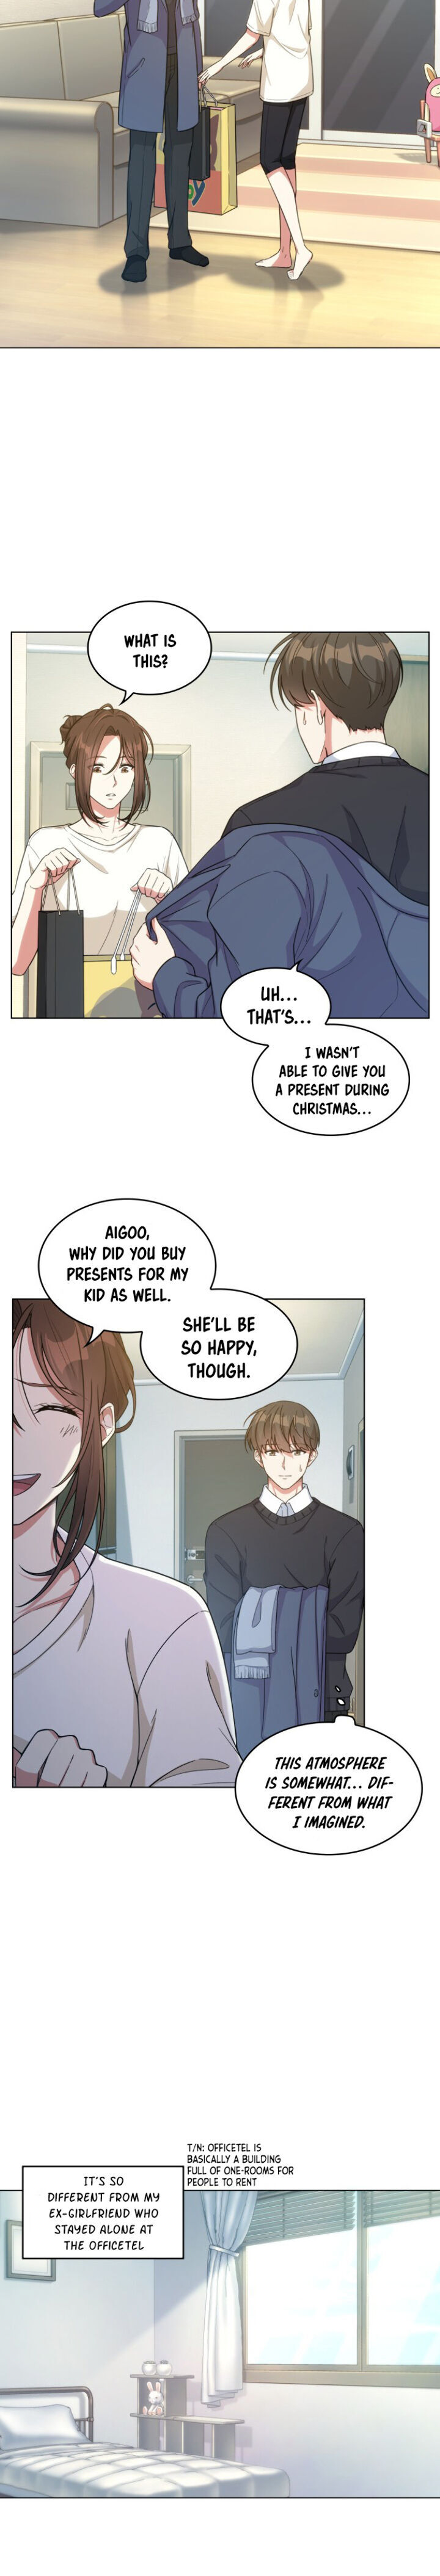 WHAT IS
THIS?
UH...
THAT'S...
I WASN'T
ABLE TO GIVE YOU
A PRESENT DURING
CHRISTMAS...
AIGOO,
WHY DID YOU BUY
PRESENTS FOR MY
KID AS WELL.
SHE'LL BE
SO HAPPY,
THOUGH.
THIS ATMOSPHERE
IS SOMEWHAT... DIF-
FERENT FROM WHAT
I IMAGINED.
T/N: OFFICETEL IS
BASICALLY A BUILDING
FULL OF ONE-ROOMS FOR
PEOPLE TO RENT
IT'S SO
DIFFERENT FROM MY
EX-GIRLFRIEND WHO
STAYED ALONE AT
THE OFFICETEL